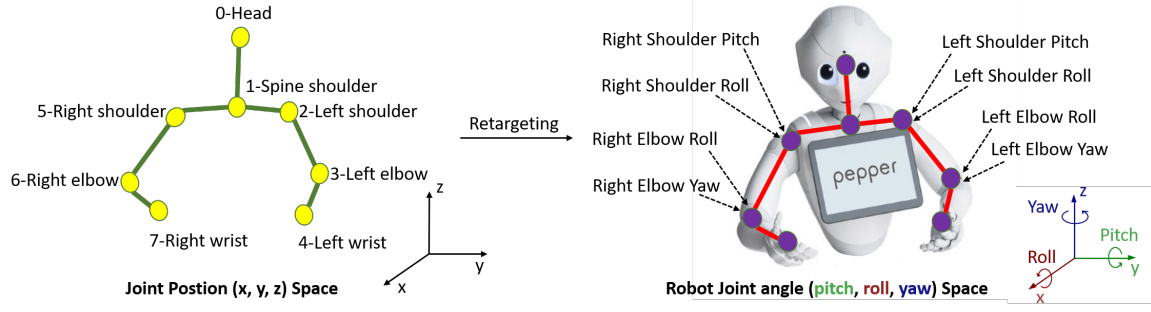 0-Head
1-Spine shoulder
5-Right shoulder
2-Left shoulder
6-Right elbow
3-Left elbow
7-Right wrist
4-Left wrist
z
y
x
Joint Postion (x, y, z) Space
Retargeting
Right Shoulder Pitch
Right Shoulder Roll
Right Elbow Roll
Right Elbow Yaw
Left Shoulder Pitch
Left Shoulder Roll
Left Elbow Roll
Left Elbow Yaw
pepper
z
Yaw
Pitch
y
Roll
x
Robot Joint angle (pitch, roll, yaw) Space